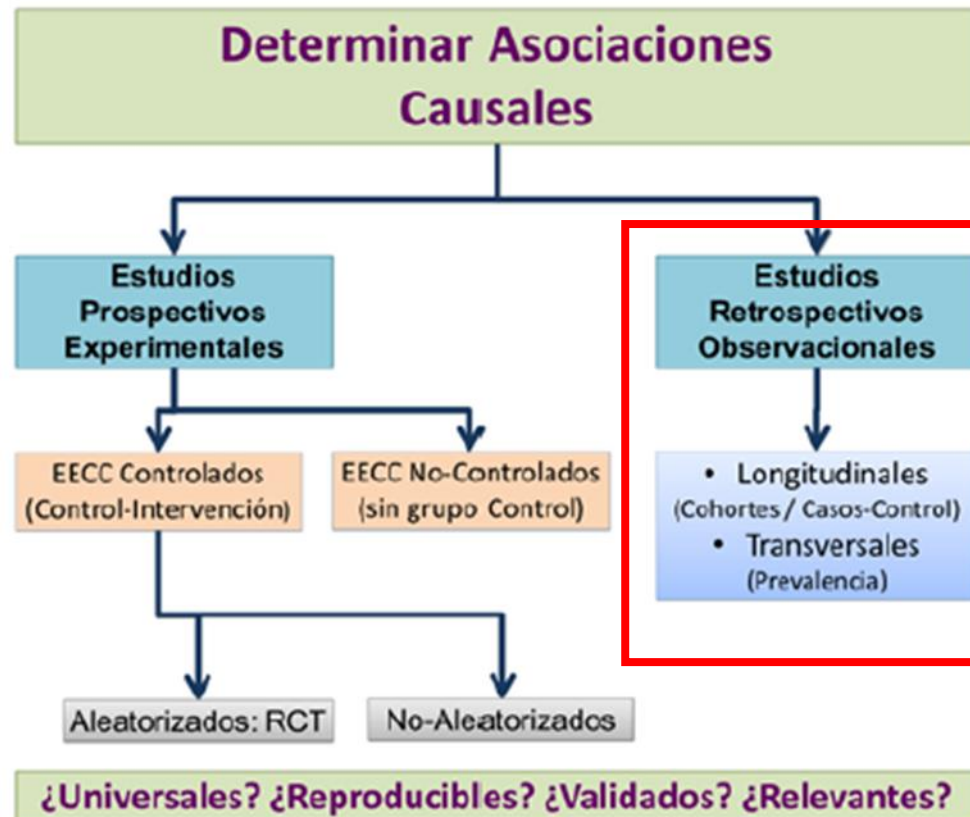 Determinar Asociaciones
Causales
Estudios
Prospectivos
Experimentales
Estudios
Retrospectivos
Observacionales
EECC Controlados
(Control-Intervención)
EECC No-Controlados
(sin grupo Control)
• Longitudinales
(Cohortes / Casos-Control)
• Transversales
(Prevalencia)
Aleatorizados: RCT
No-Aleatorizados
¿Universales? ¿Reproducibles? ¿Validados? ¿Relevantes?